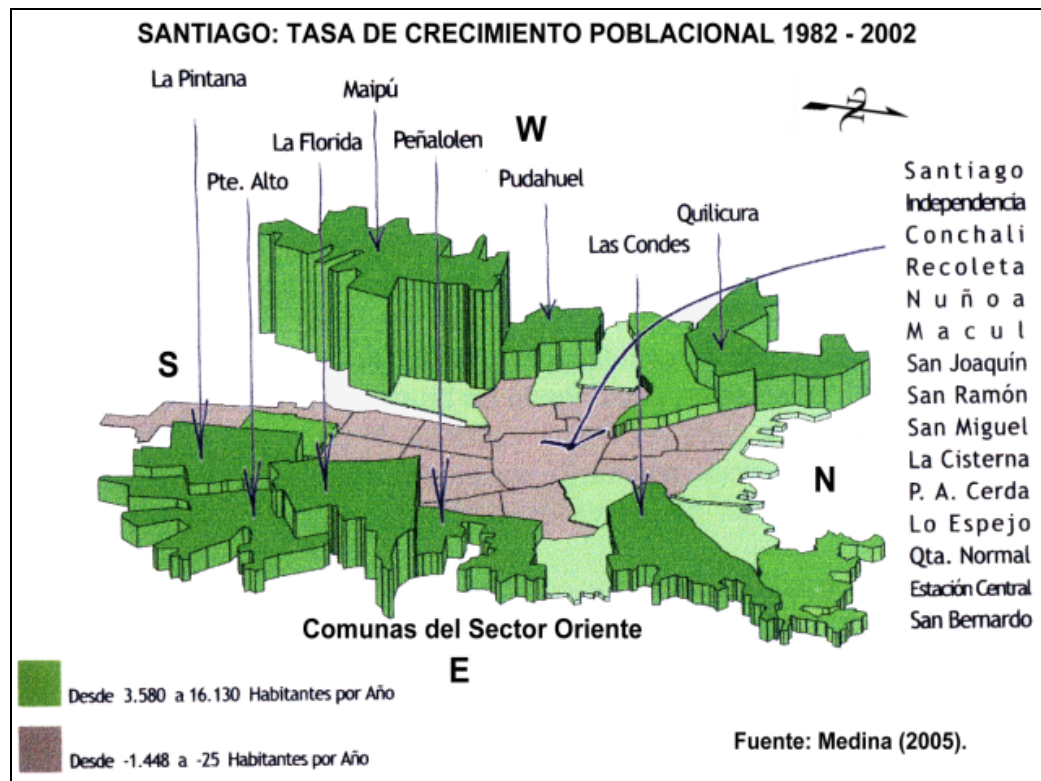 SANTIAGO: TASA DE CRECIMIENTO POBLACIONAL 1982 - 2002
La Pintana
Maipú
La Florida
Peñalolen
Pte. Alto
W
Pudahuel
Quilicura
Las Condes
N
Santiago
Independencia
Conchali
Recoleta
Nuñoa
Macul
San Joaquín
San Ramón
San Miguel
La Cisterna
P. A. Cerda
Lo Espejo
Qta. Normal
Estación Central
San Bernardo
S
N
Comunas del Sector Oriente
E
Desde 3.580 a 16.130 Habitantes por Año
Desde -1.448 a -25 Habitantes por Año
Fuente: Medina (2005).